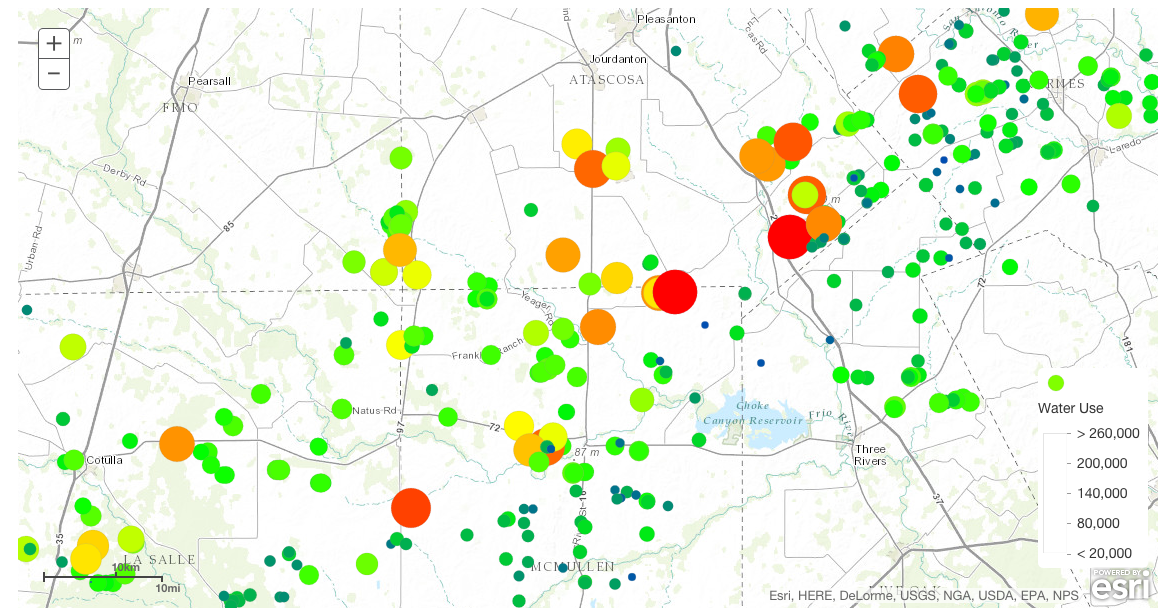 Pleasanton
+
m
Jourdanton
ATASCOSA
−
Pearsall
FRIO
Derby Rd
85
Urban Rd
Laredo
m
72
Yeager Rd
181
Natus Rd
97
72
Choke
Canyon Reservoir
Frio River
87 m
Three
Rivers
Cotulla
37
35
LA SALLE
MCMULLEN
10km
10mi
Water Use
> 260,000
200,000
140,000
80,000
< 20,000
POWERED BY
esri
Esri, HERE, DeLorme, USGS, NGA, USDA, EPA, NPS